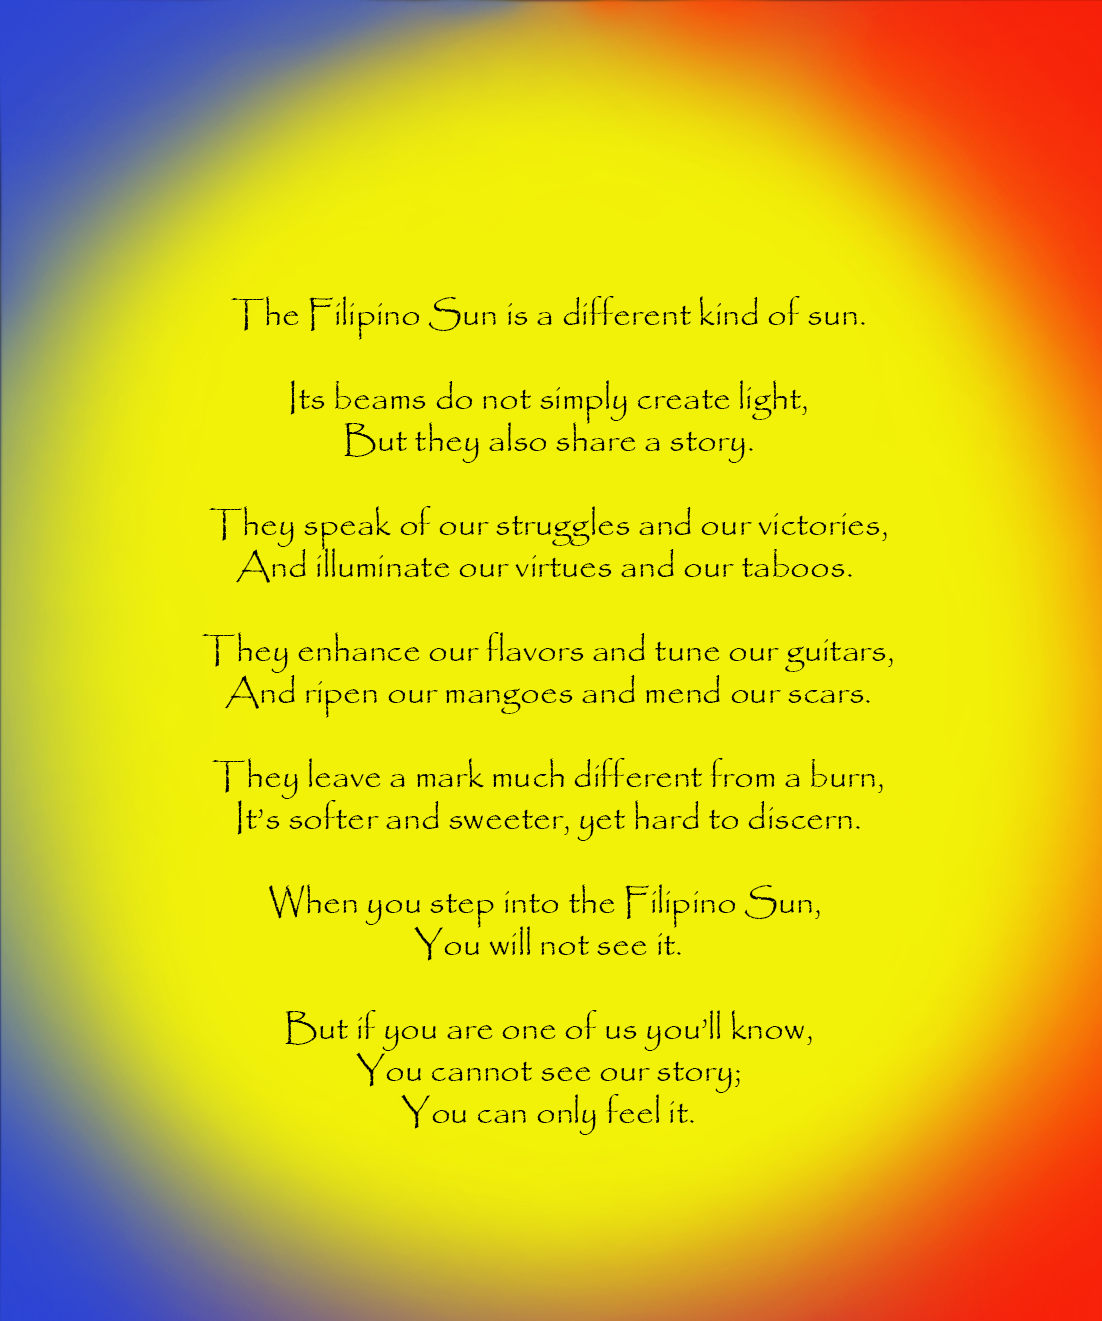 The Filipino Sun is a different kind of sun.
Its beams do not simply create light,
But they also share a story.
They speak of our struggles and our victories,
And illuminate our virtues and our taboos.
They enhance our flavors and tune our guitars,
And ripen our mangoes and mend our scars.
They leave a mark much different from a burn,
It’s softer and sweeter, yet hard to discern.
When you step into the Filipino Sun,
You will not see it.
But if you are one of us you’ll know,
You cannot see our story;
You can only feel it.